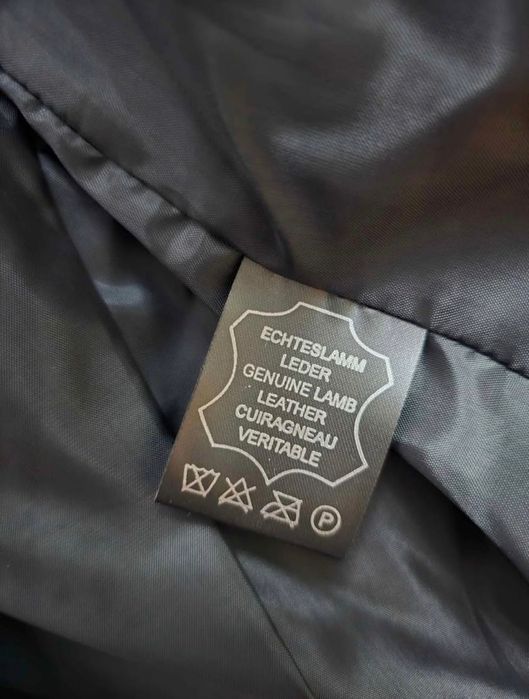 ECHTESLAMM
LEDER
GENUINE LAMB
LEATHER
CUIRAGNEAU
VERITABLE
P